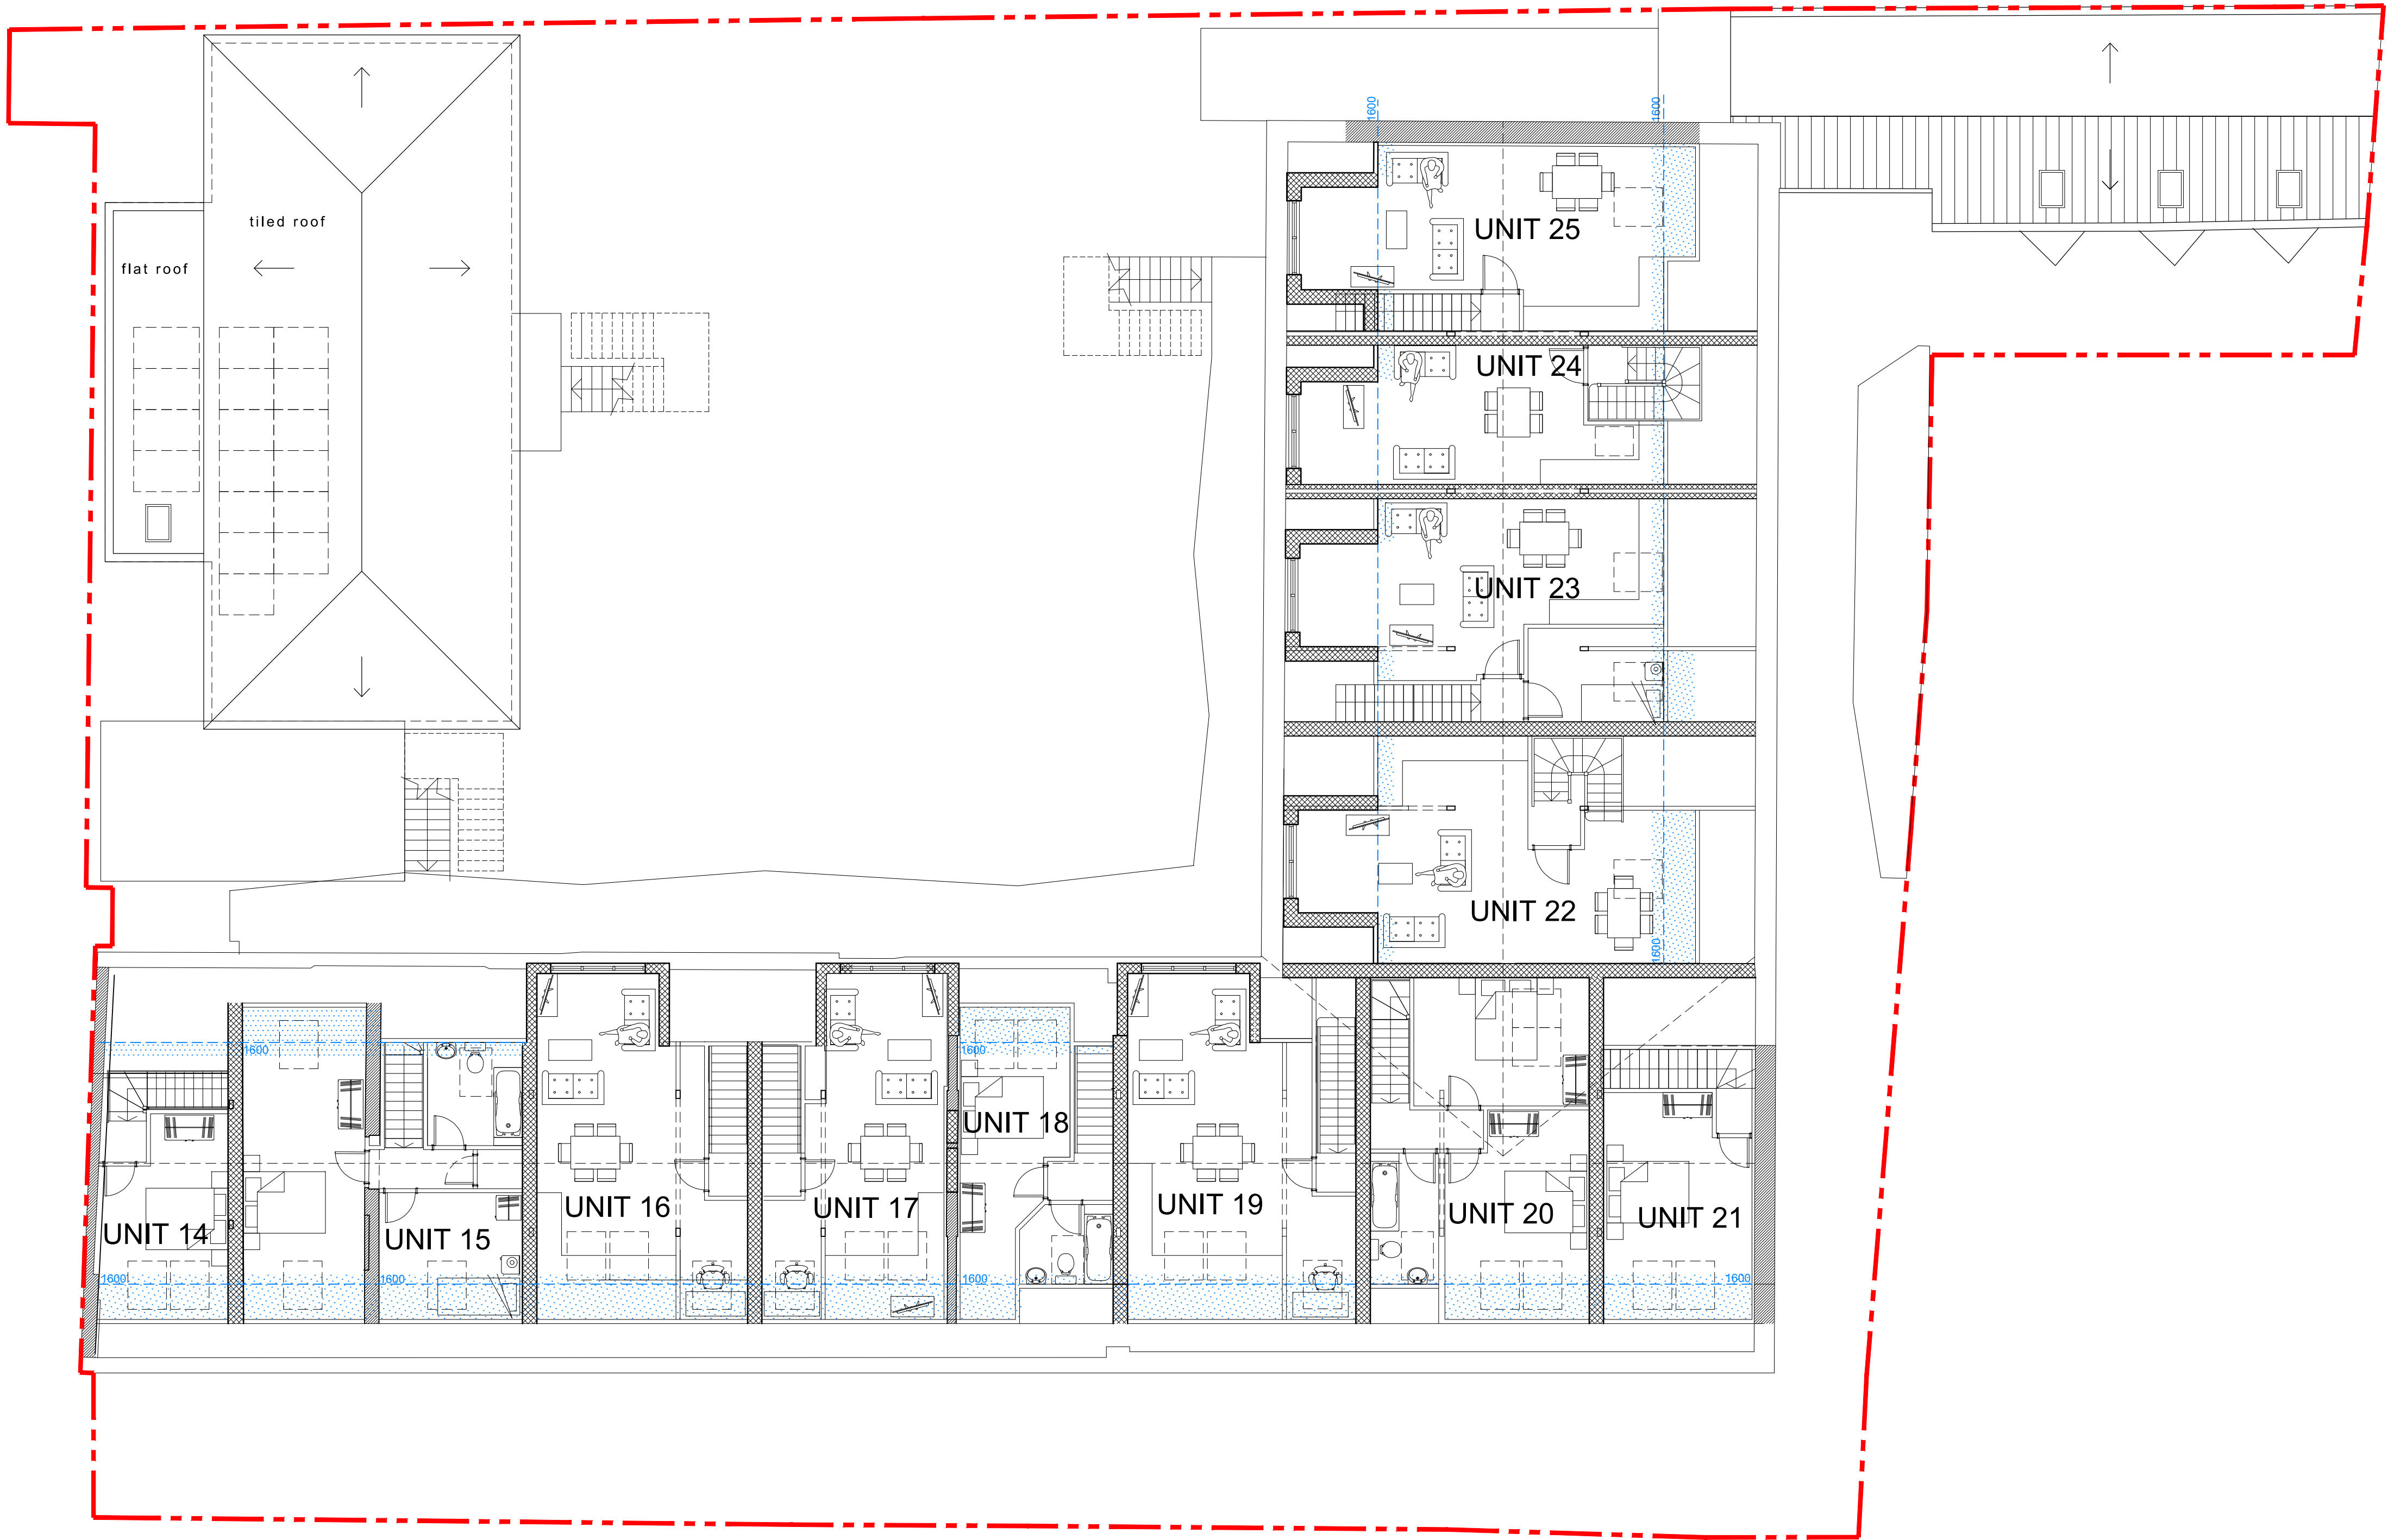 1600
1600
tiled roof
UNIT 25
flat roof
UNIT 24
UNIT 23
UNIT 22
1600
1600
1600
UNIT 18
UNIT 16
UNIT 17
UNIT 19
UNIT 20
UNIT 21
UNIT 14
UNIT 15
1600
1600
1600
1600